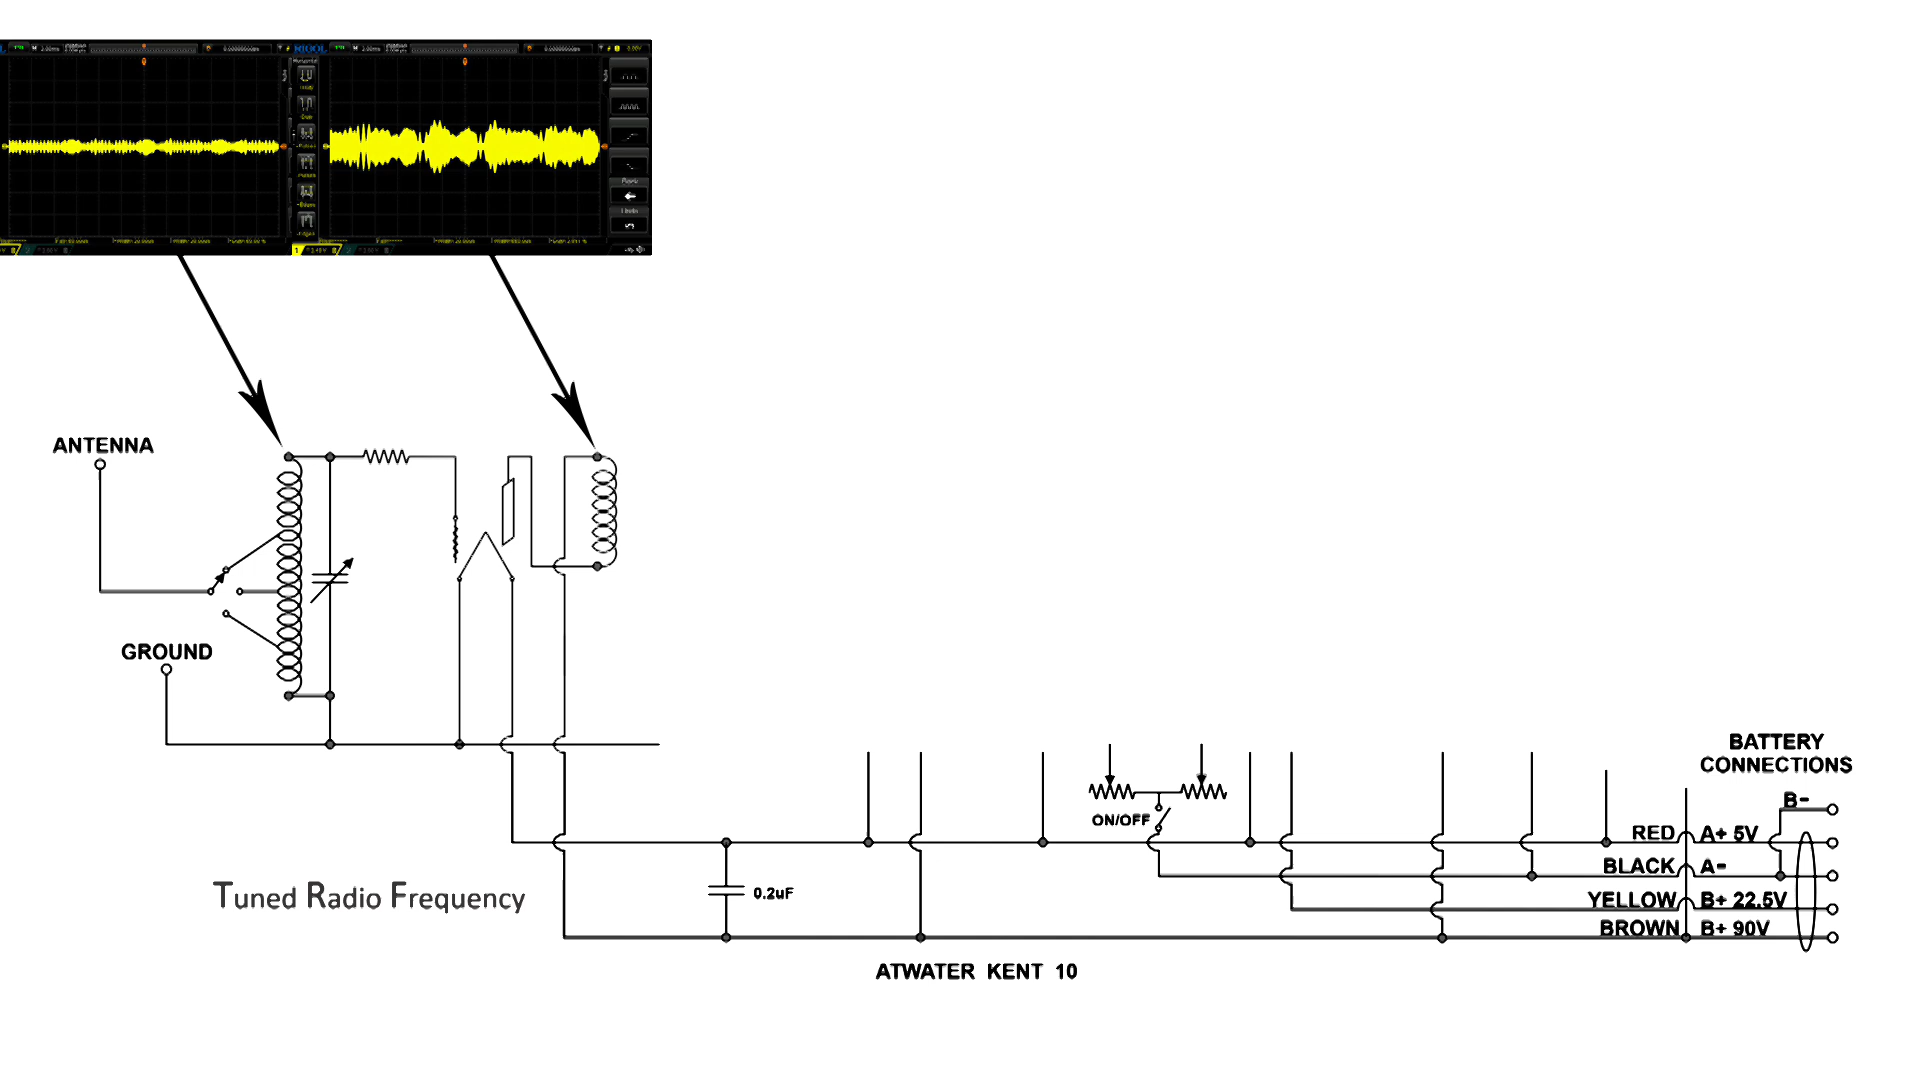 RIGOL
ANTENNA
GROUND
BATTERY
CONNECTIONS
B-
ON/OFF
RED A+ 5V
BLACK A-
0.2uF
YELLOW B+ 22.5V
BROWN B+ 90V
Tuned Radio Frequency
ATWATER KENT 10